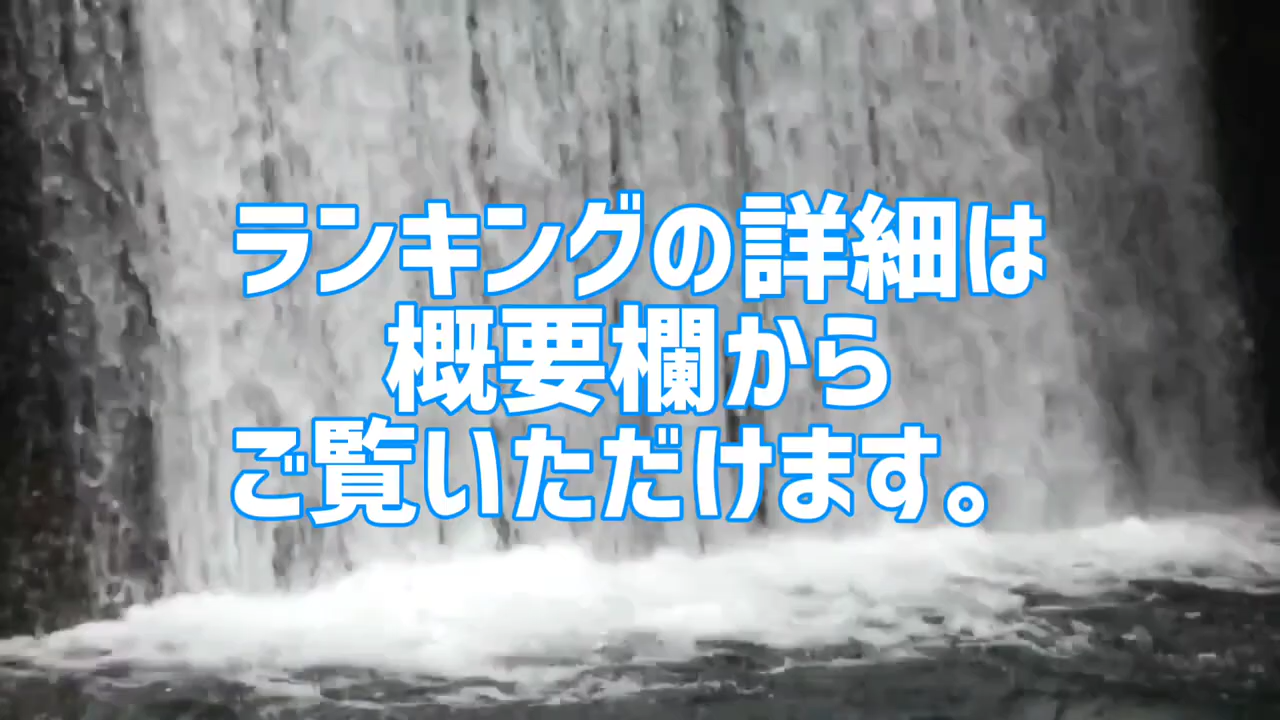 ランキングの詳細は
概要欄から
ご覧いただけます。